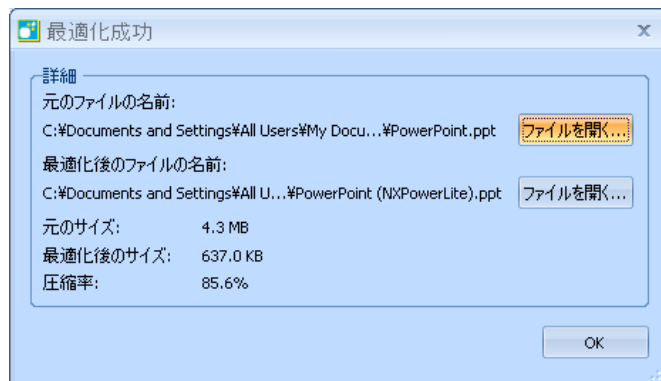 最適化成功
詳細
元のファイルの名前:
C:¥Documents and Settings¥All Users¥My Docu...¥PowerPoint.ppt ファイルを開く...
最適化後のファイルの名前:
C:¥Documents and Settings¥All U...¥PowerPoint (NXPowerLite).ppt ファイルを開く...
元のサイズ: 4.3 MB
最適化後のサイズ: 637.0 KB
圧縮率: 85.6%
OK